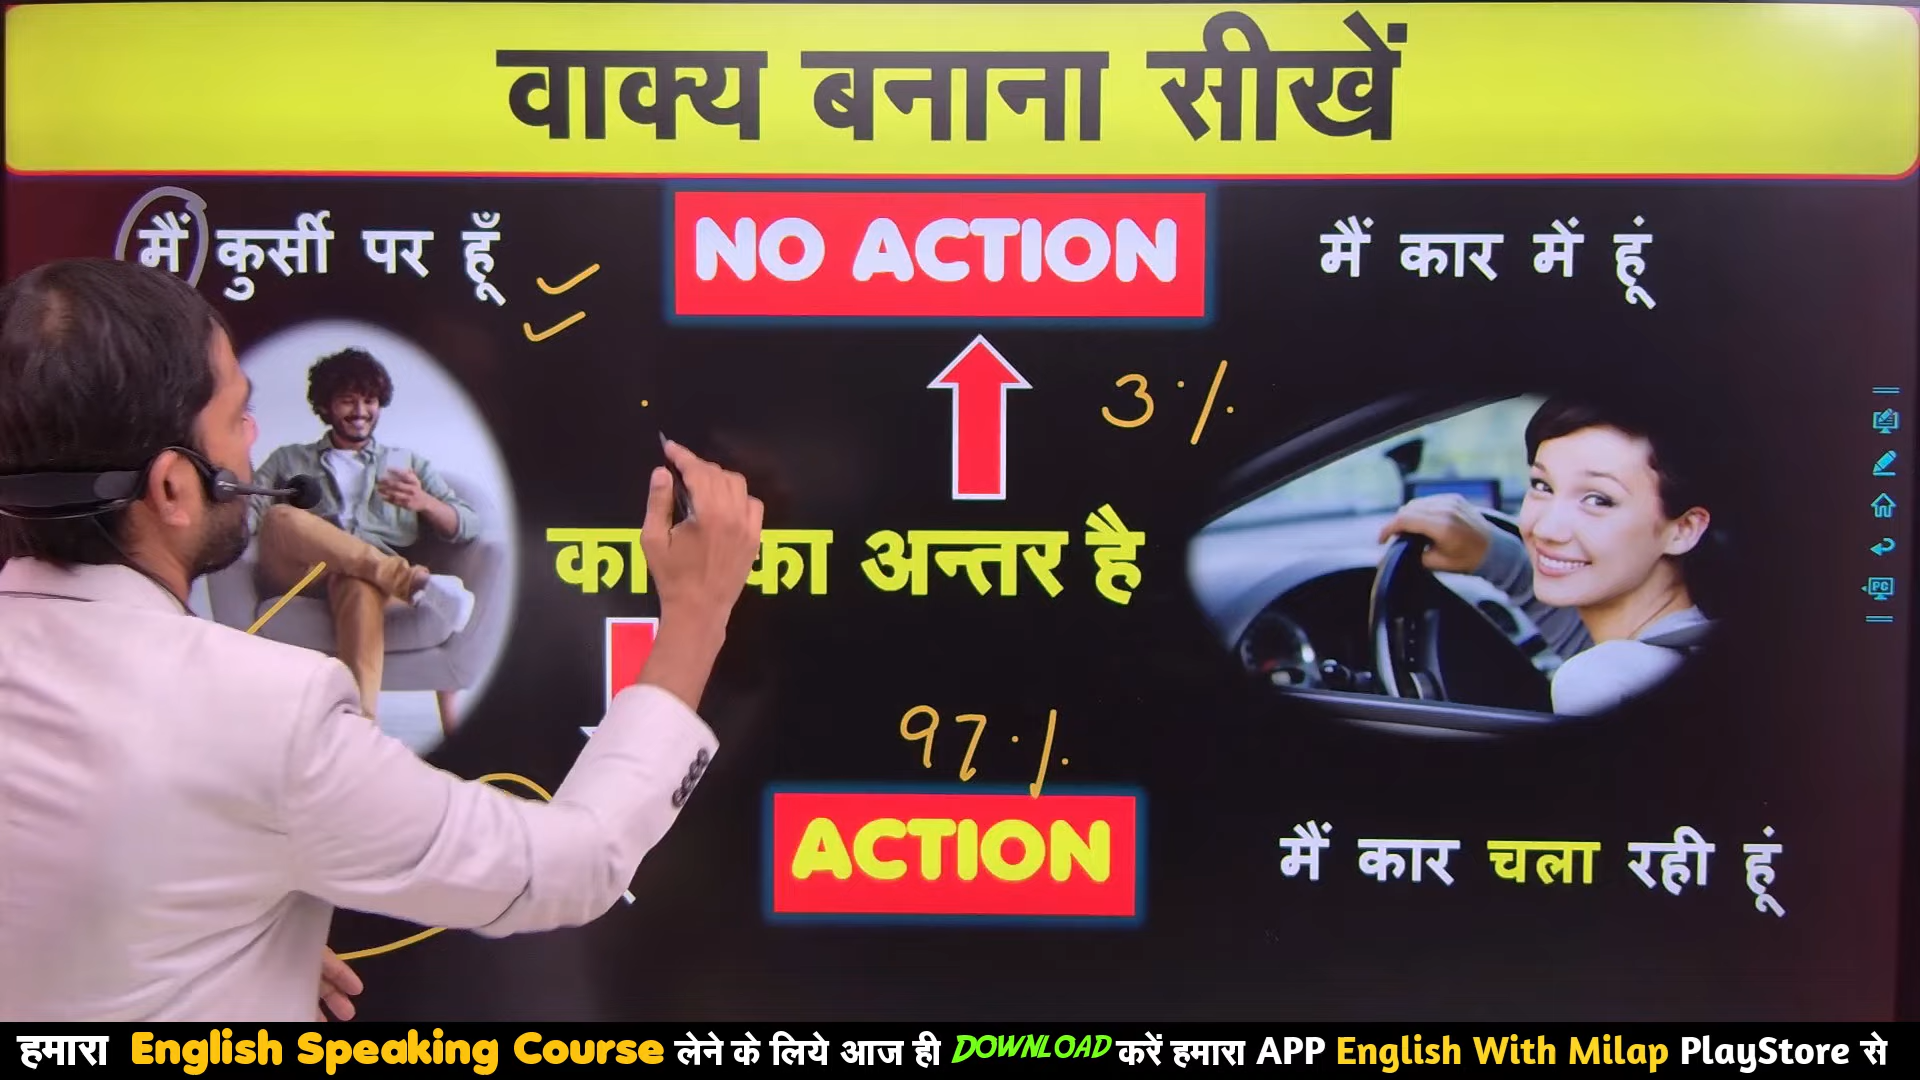 वाक्य बनाना सीखें
मैं कुर्सी पर हूँ
NO ACTION
मैं कार में हूं
3%
का अन्तर है
97%
ACTION
मैं कार चला रही हूं
PC
हमारा English Speaking Course लेने के लिये आज ही DOWNLOAD करें हमारा APP English With Milap PlayStore से